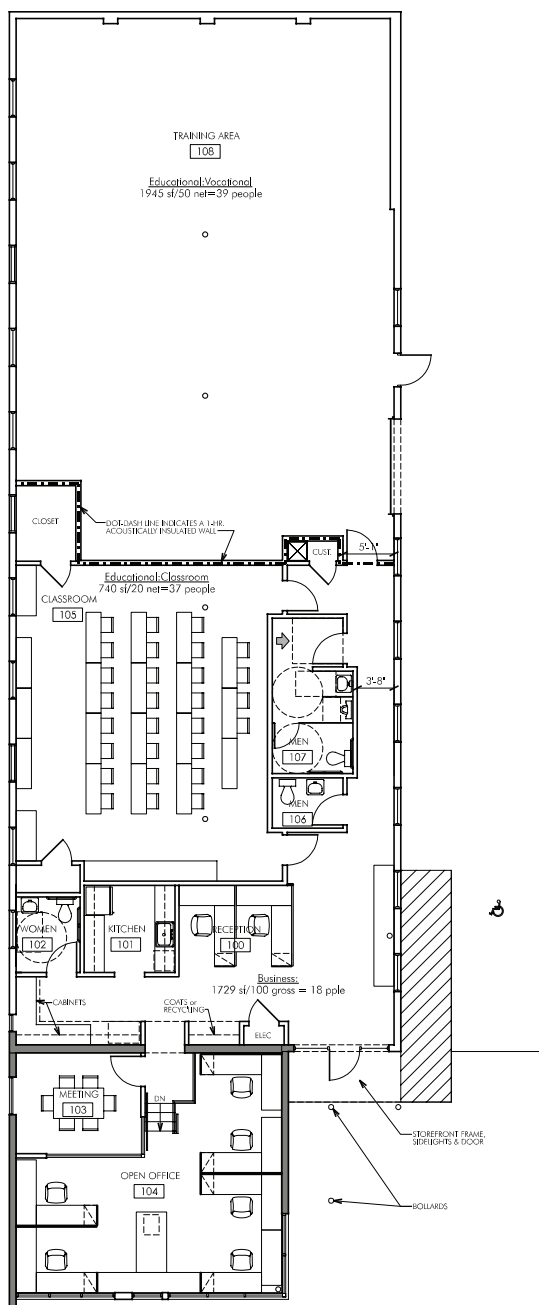 TRAINING AREA
108
Educational:Vocational
1945 sf/50 net=39 people
CLOSET
DOT-DASH LINE INDICATES A 1-HR.
ACOUSTICALLY INSULATED WALL
CUST.
5'-1"
Educational:Classroom
740 sf/20 net=37 people
CLASSROOM
105
3'-8"
MEN
107
MEN
106
WOMEN
102
KITCHEN
101
RECEPTION
100
Business:
1729 sf/100 gross = 18 pple
CABINETS
COATS or
RECYCLING
ELEC
MEETING
103
DN
STOREFRONT FRAME,
SIDELIGHTS & DOOR
OPEN OFFICE
104
BOLLARDS